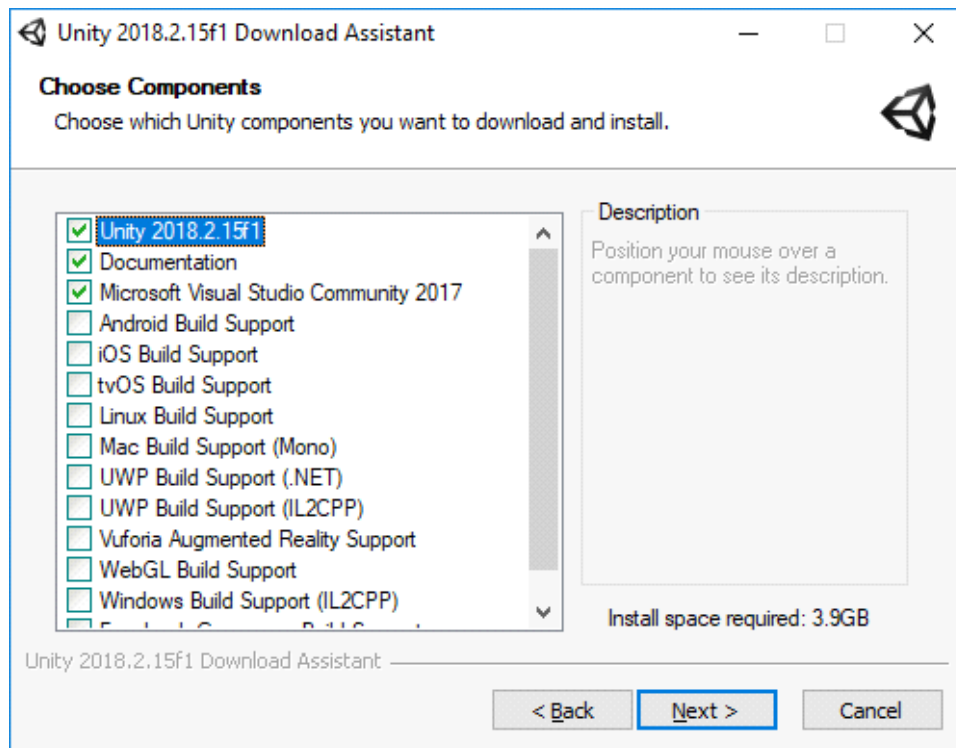 Unity 2018.2.15f1 Download Assistant
Choose Components
Choose which Unity components you want to download and install.
Unity 2018.2.15f1
Documentation
Microsoft Visual Studio Community 2017
Android Build Support
iOS Build Support
tvOS Build Support
Linux Build Support
Mac Build Support (Mono)
UWP Build Support (.NET)
UWP Build Support (IL2CPP)
Vuforia Augmented Reality Support
WebGL Build Support
Windows Build Support (IL2CPP)
Description
Position your mouse over a
component to see its description.
Install space required: 3.9GB
Unity 2018.2.15f1 Download Assistant
< Back
Next >
Cancel